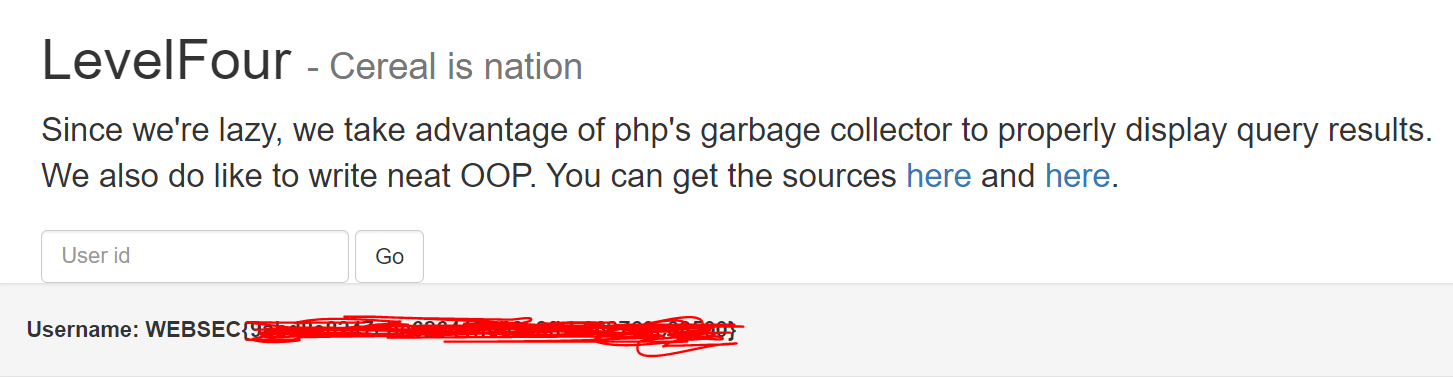 LevelFour - Cereal is nation
Since we're lazy, we take advantage of php's garbage collector to properly display query results.
We also do like to write neat OOP. You can get the sources here and here.
User id Go
Username: WEBSEC{